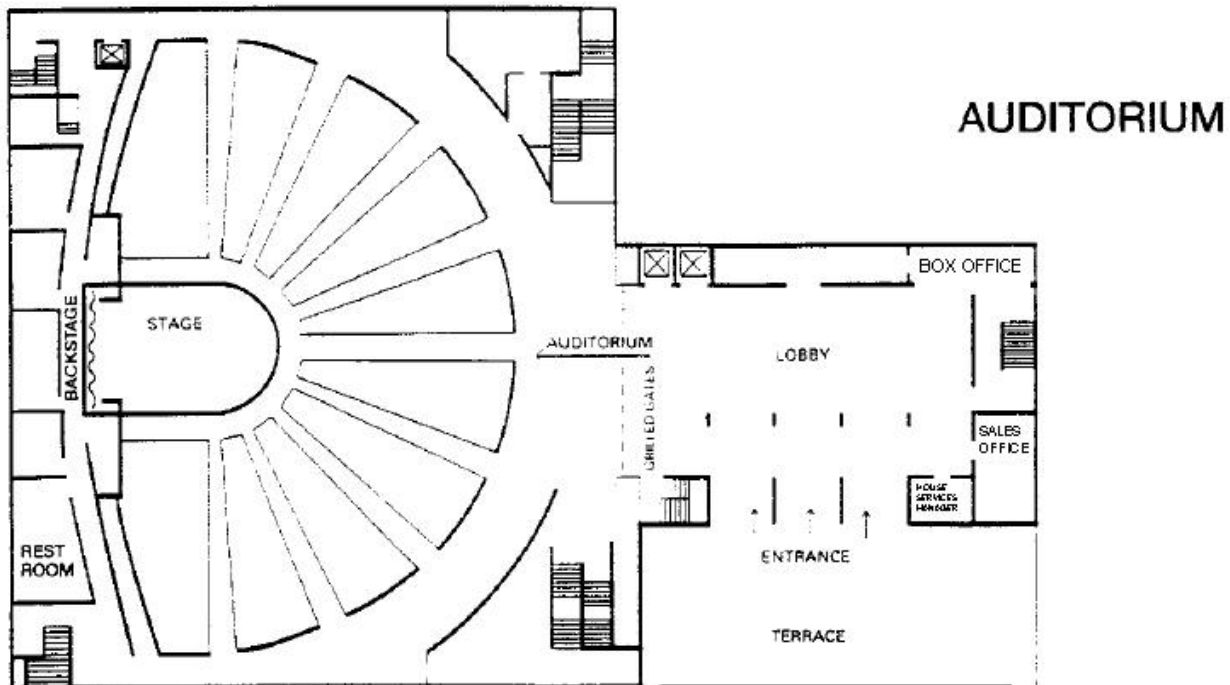 AUDITORIUM
BOX OFFICE
STAGE
BACKSTAGE
AUDITORIUM
LOBBY
GRILLED GATES
SALES
OFFICE
HOUSE
SERVICES
MANAGER
REST
ROOM
ENTRANCE
TERRACE